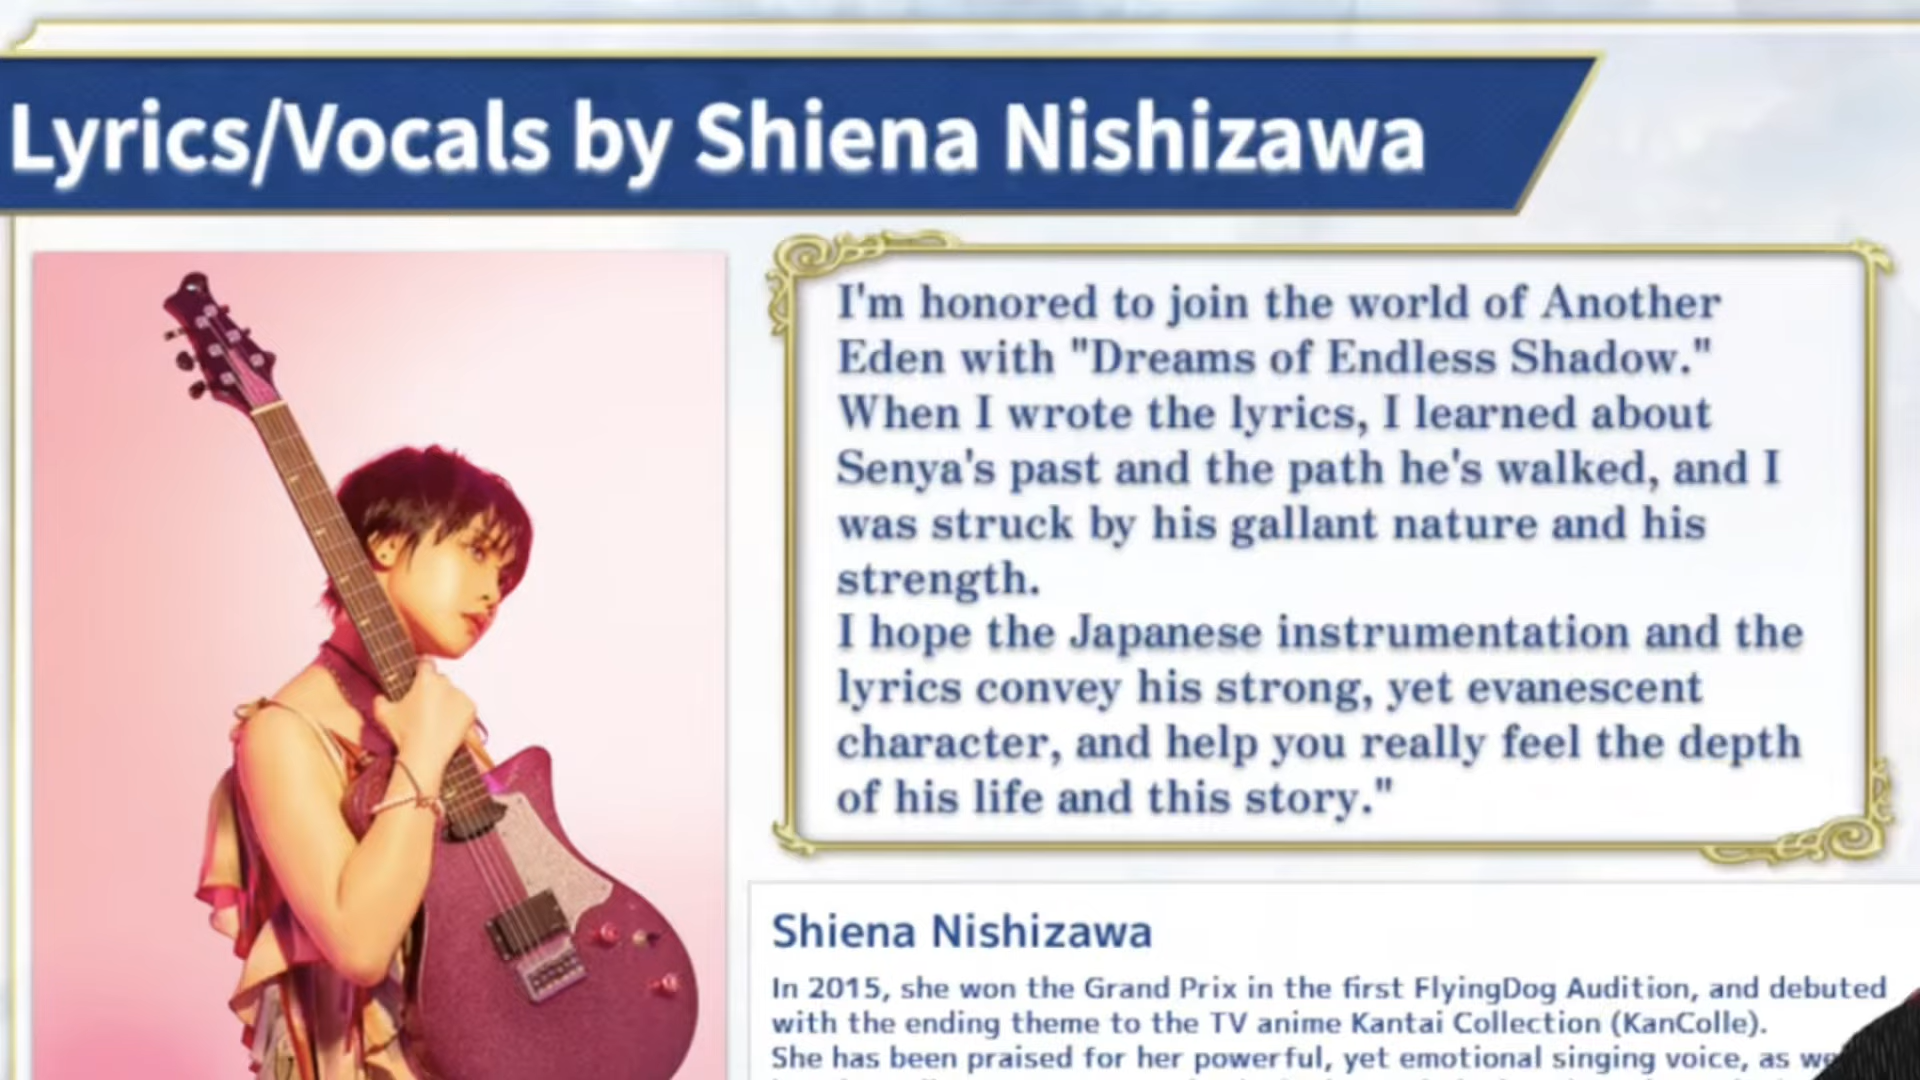 Lyrics/Vocals by Shiena Nishizawa
I'm honored to join the world of Another
Eden with "Dreams of Endless Shadow."
When I wrote the lyrics, I learned about
Senya's past and the path he's walked, and I
was struck by his gallant nature and his
strength.
I hope the Japanese instrumentation and the
lyrics convey his strong, yet evanescent
character, and help you really feel the depth
of his life and this story."
Shiena Nishizawa
In 2015, she won the Grand Prix in the first FlyingDog Audition, and debuted
with the ending theme to the TV anime Kantai Collection (KanColle).
She has been praised for her powerful, yet emotional singing voice, as